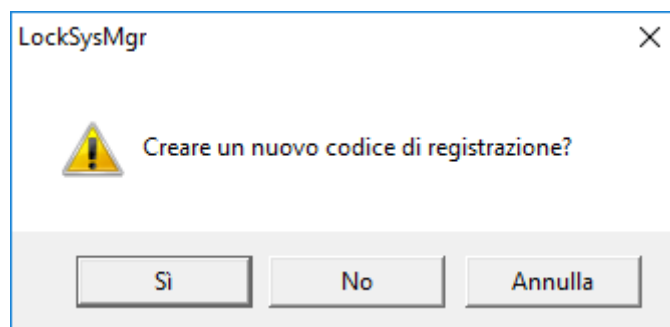 LockSysMgr
Creare un nuovo codice di registrazione?
Sì No Annulla